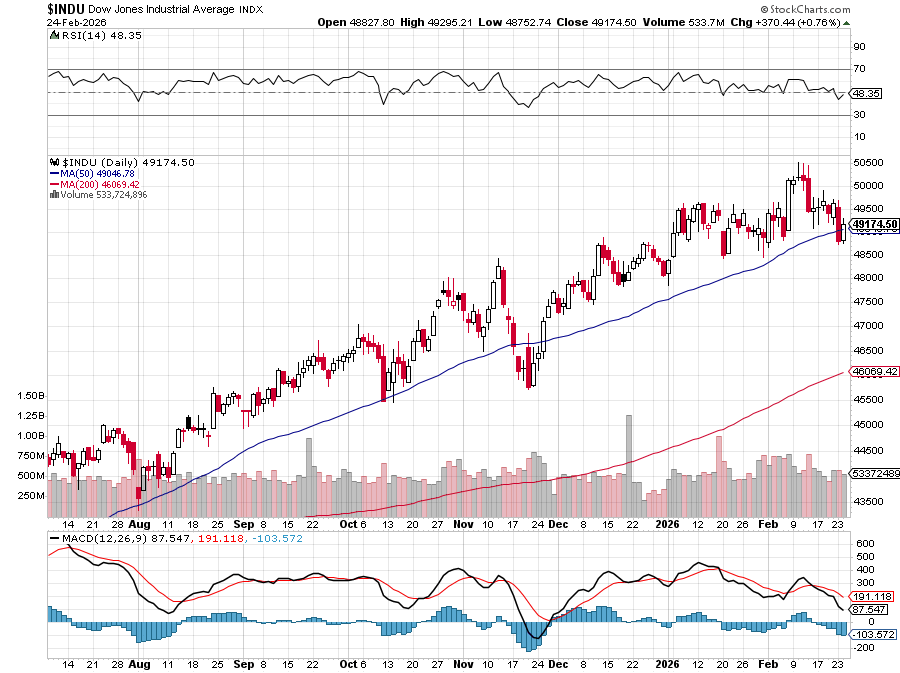 $INDU Dow Jones Industrial Average INDX
© StockCharts.com
24-Feb-2026
Open 48827.80 High 49295.21 Low 48752.74 Close 49174.50 Volume 533.7M Chg +370.44 (+0.76%)
RSI(14) 48.35
90
70
48.35
30
10
$INDU (Daily) 49174.50
MA(50) 49046.78
MA(200) 46069.42
Volume 533,724,896
50500
50000
49500
49174.50
48500
48000
47500
47000
46500
46069.42
45500
45000
44500
53372489
43500
1.50B
1.25B
1.00B
750M
500M
250M
14 21 28 Aug 11 18 25 Sep 8 15 22 Oct 6 13 20 27 Nov 10 17 24 Dec 8 15 22 2026 12 20 26 Feb 9 17 23
MACD(12,26,9) 87.547, 191.118, -103.572
600
500
400
300
191.118
87.547
0
-103.572
-200
14 21 28 Aug 11 18 25 Sep 8 15 22 Oct 6 13 20 27 Nov 10 17 24 Dec 8 15 22 2026 12 20 26 Feb 9 17 23